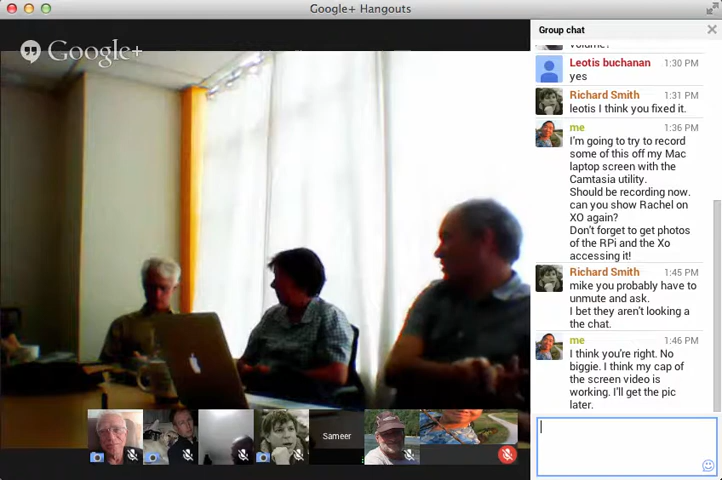 Google+ Hangouts
Google+
Group chat
volume?
Leotis buchanan 1:30 PM
yes
Richard Smith 1:31 PM
leotis I think you fixed it.
me 1:36 PM
I'm going to try to record
some of this off my Mac
laptop screen with the
Camtasia utility.
Should be recording now.
can you show Rachel on
XO again?
Don't forget to get photos
of the RPi and the Xo
accessing it!
Richard Smith 1:45 PM
mike you probably have to
unmute and ask.
I bet they aren't looking a
the chat.
me 1:46 PM
I think you're right. No
biggie. I think my cap of
the screen video is
working. I'll get the pic
later.
Sameer